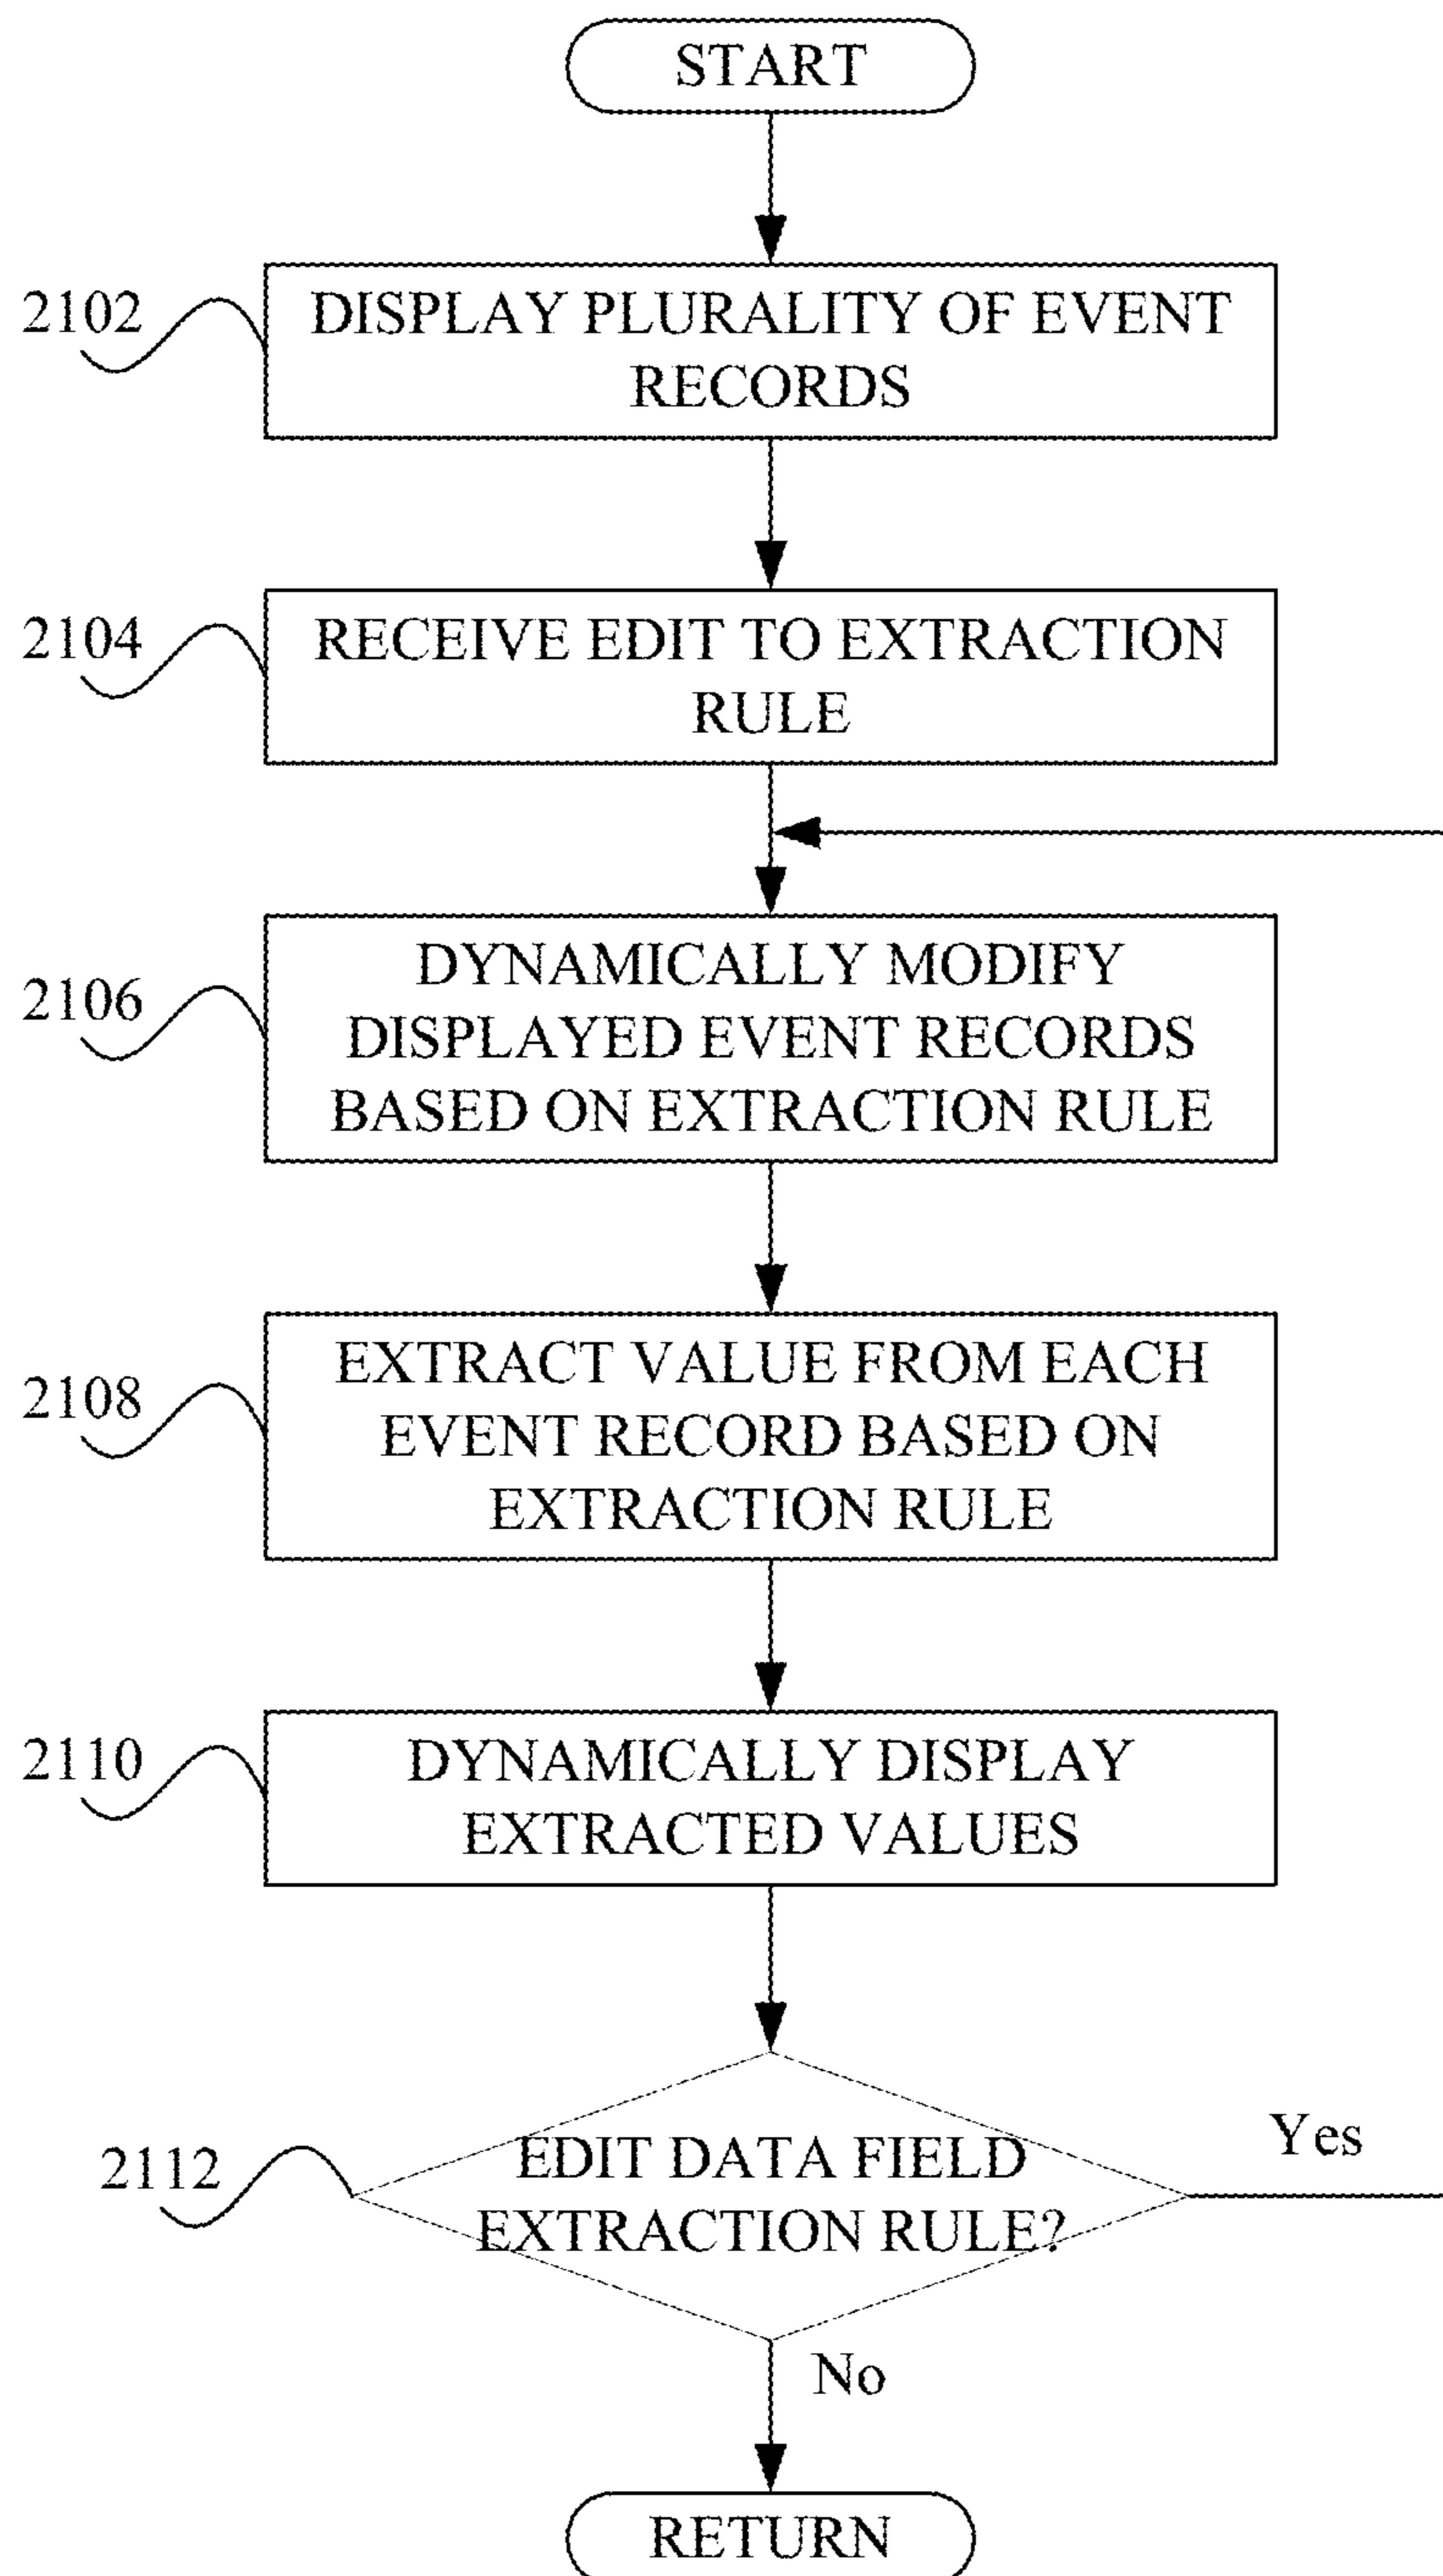 START
2102
DISPLAY PLURALITY OF EVENT
RECORDS
2104
RECEIVE EDIT TO EXTRACTION
RULE
2106
DYNAMICALLY MODIFY
DISPLAYED EVENT RECORDS
BASED ON EXTRACTION RULE
2108
EXTRACT VALUE FROM EACH
EVENT RECORD BASED ON
EXTRACTION RULE
2110
DYNAMICALLY DISPLAY
EXTRACTED VALUES
2112
EDIT DATA FIELD
EXTRACTION RULE?
Yes
No
RETURN